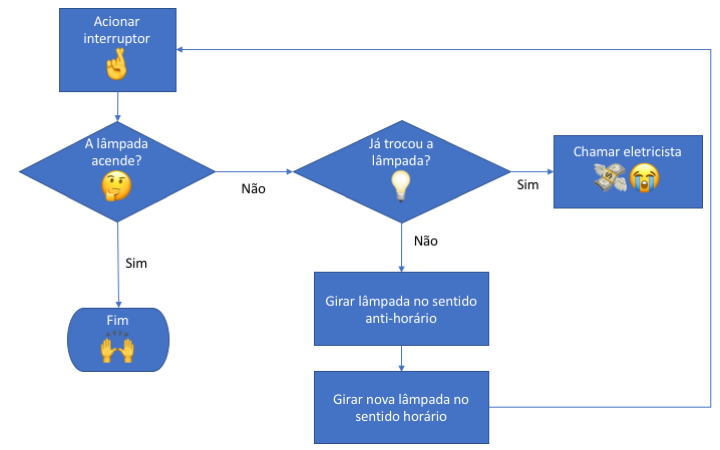 Acionar
interruptor
A lâmpada
acende?
Não
Já trocou a
lâmpada?
Sim
Chamar eletricista
Não
Sim
Girar lâmpada no sentido
anti-horário
Fim
Girar nova lâmpada no
sentido horário